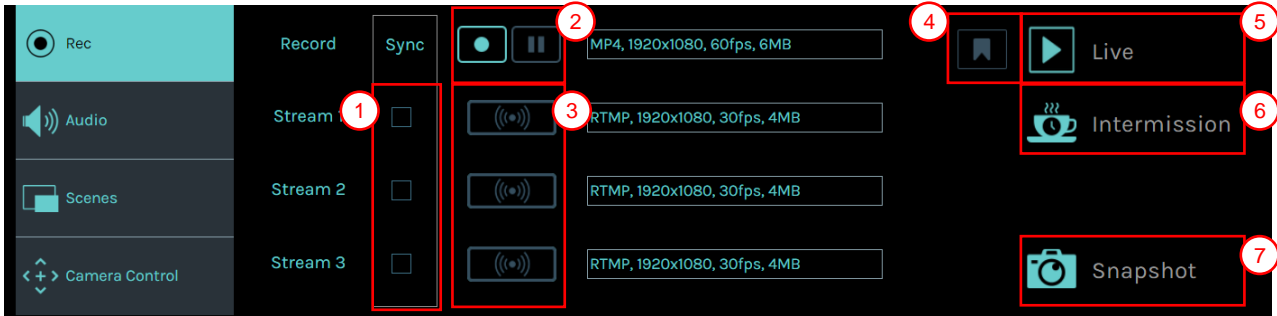 Rec
Audio
Scenes
Camera Control
Record
Sync
2
MP4, 1920x1080, 60fps, 6MB
4
5
Live
Stream 1
1
3
RTMP, 1920x1080, 30fps, 4MB
6
Intermission
Stream 2
RTMP, 1920x1080, 30fps, 4MB
Stream 3
RTMP, 1920x1080, 30fps, 4MB
7
Snapshot